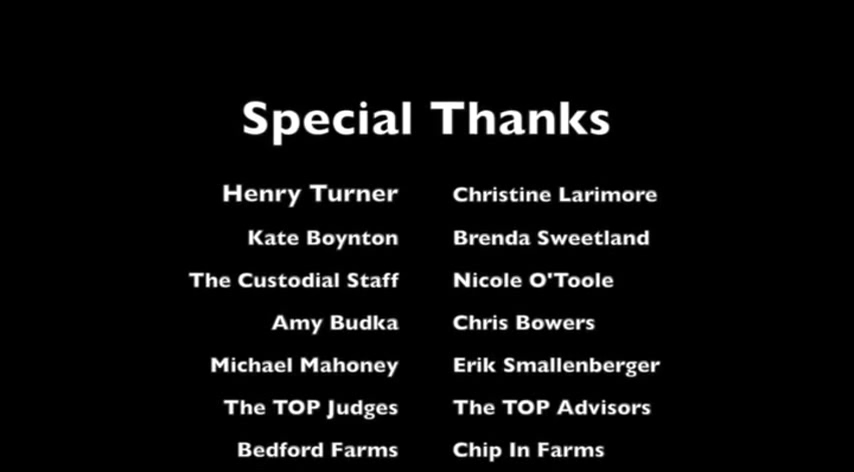 Special Thanks
Henry Turner Christine Larimore
Kate Boynton Brenda Sweetland
The Custodial Staff Nicole O'Toole
Amy Budka Chris Bowers
Michael Mahoney Erik Smallenberger
The TOP Judges The TOP Advisors
Bedford Farms Chip In Farms